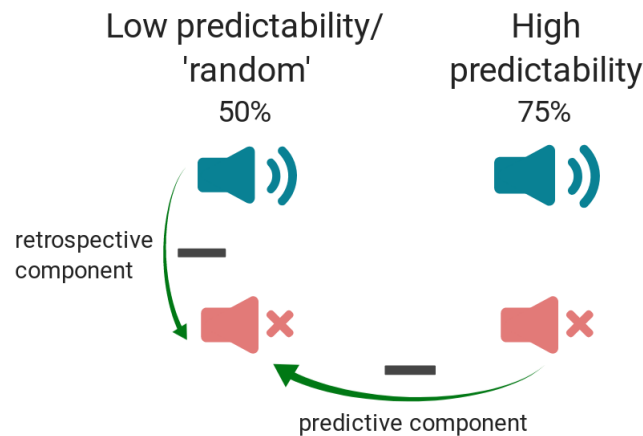 Low predictability/
'random'
50%
High
predictability
75%
retrospective
component
predictive component